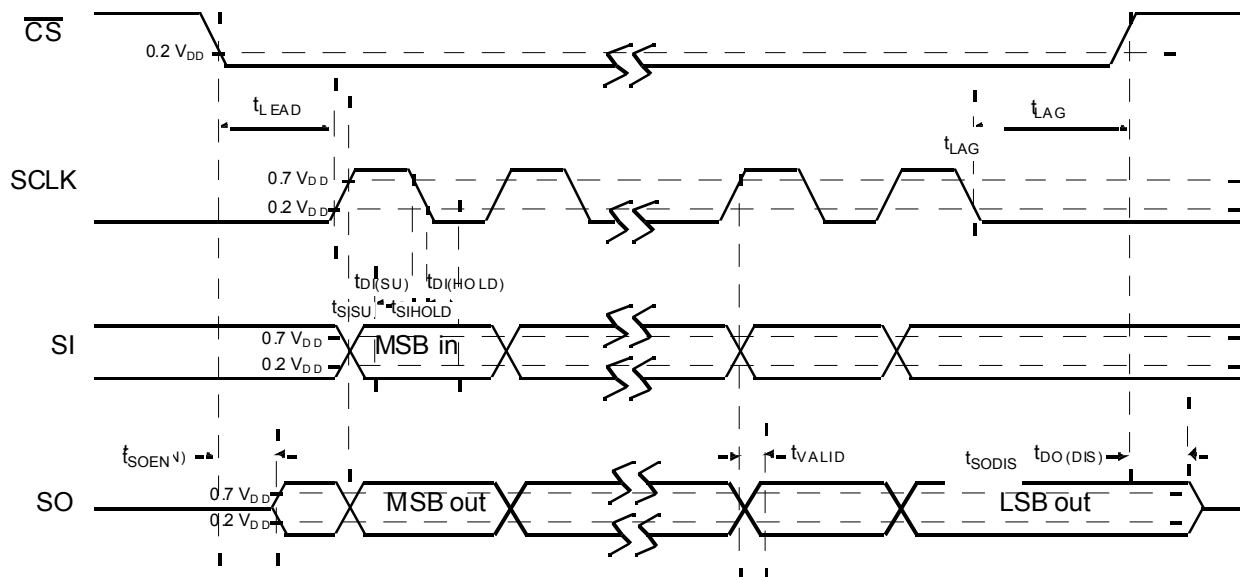 CS
0.2 VDD
tLEAD
tLAG
tLAG
SCLK
0.7 VDD
0.2 VDD
tDI(SU)
tDI(HOLD)
tSISU
tSIHOLD
SI
0.7 VDD
0.2 VDD
MSB in
tSOEN
tVALID
tSODIS
tDO(DIS)
SO
0.7 VDD
0.2 VDD
MSB out
LSB out